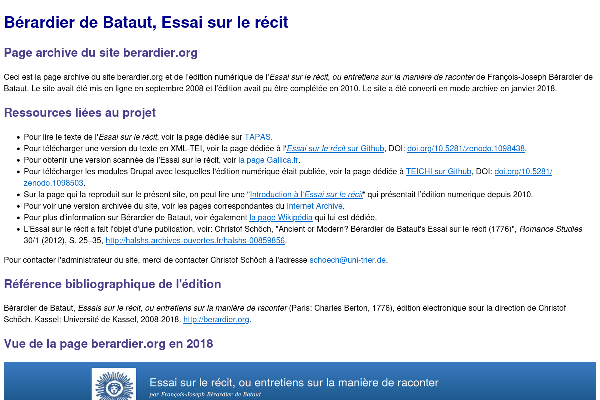 Bérardier de Bataut, Essai sur le récit
Page archive du site berardier.org
Ceci est la page archive du site berardier.org et de l'édition numérique de l'Essai sur le récit, ou entretiens sur la manière de raconter de François-Joseph Bérardier de
Bataut. Le site avait été mis en ligne en septembre 2008 et l'édition avait pu être complétée en 2010. Le site a été converti en mode archive en janvier 2018.
Ressources liées au projet
• Pour lire le texte de l'Essai sur le récit, voir la page dédiée sur TAPAS.
• Pour télécharger une version du texte en XML-TEI, voir la page dédiée à l'Essai sur le récit sur Github, DOI: doi.org/10.5281/zenodo.1098438.
• Pour obtenir une version scannée de l'Essai sur le récit, voir la page Gallica.fr.
• Pour télécharger les modules Drupal avec lesquelles l'édition numérique était publiée, voir la page dédiée à TEICHI sur Github, DOI: doi.org/10.5281/
zenodo.1098503.
• Sur la page qui a reproduit sur le présent site, on peut lire une "Introduction à l'Essai sur le récit" qui présentait l'édition numérique depuis 2010.
• Pour voir une version archivée du site, voir les pages correspondantes du Internet Archive.
• Pour plus d'information sur Bérardier de Bataut, voir également la page Wikipédia qui lui est dédiée.
• L'Essai sur le récit a fait l'objet d'une publication, voir: Christof Schöch, "Ancient or Modern? Bérardier de Bataut's Essai sur le récit (1776)", Romance Studies
30/1 (2012), S. 25–35, http://halshs.archives-ouvertes.fr/halshs-00859856.
Pour contacter l'administrateur du site, merci de contacter Christof Schöch à l'adresse schoech@uni-trier.de.
Référence bibliographique de l'édition
Bérardier de Bataut, Essais sur le récit, ou entretiens sur la manière de raconter (Paris: Charles Berton, 1776), édition électronique sour la direction de Christof
Schöch. Kassel: Université de Kassel, 2008-2018. http://berardier.org.
Vue de la page berardier.org en 2018
Essai sur le récit, ou entretiens sur la manière de raconter
par François-Joseph Bérardier de Bataut